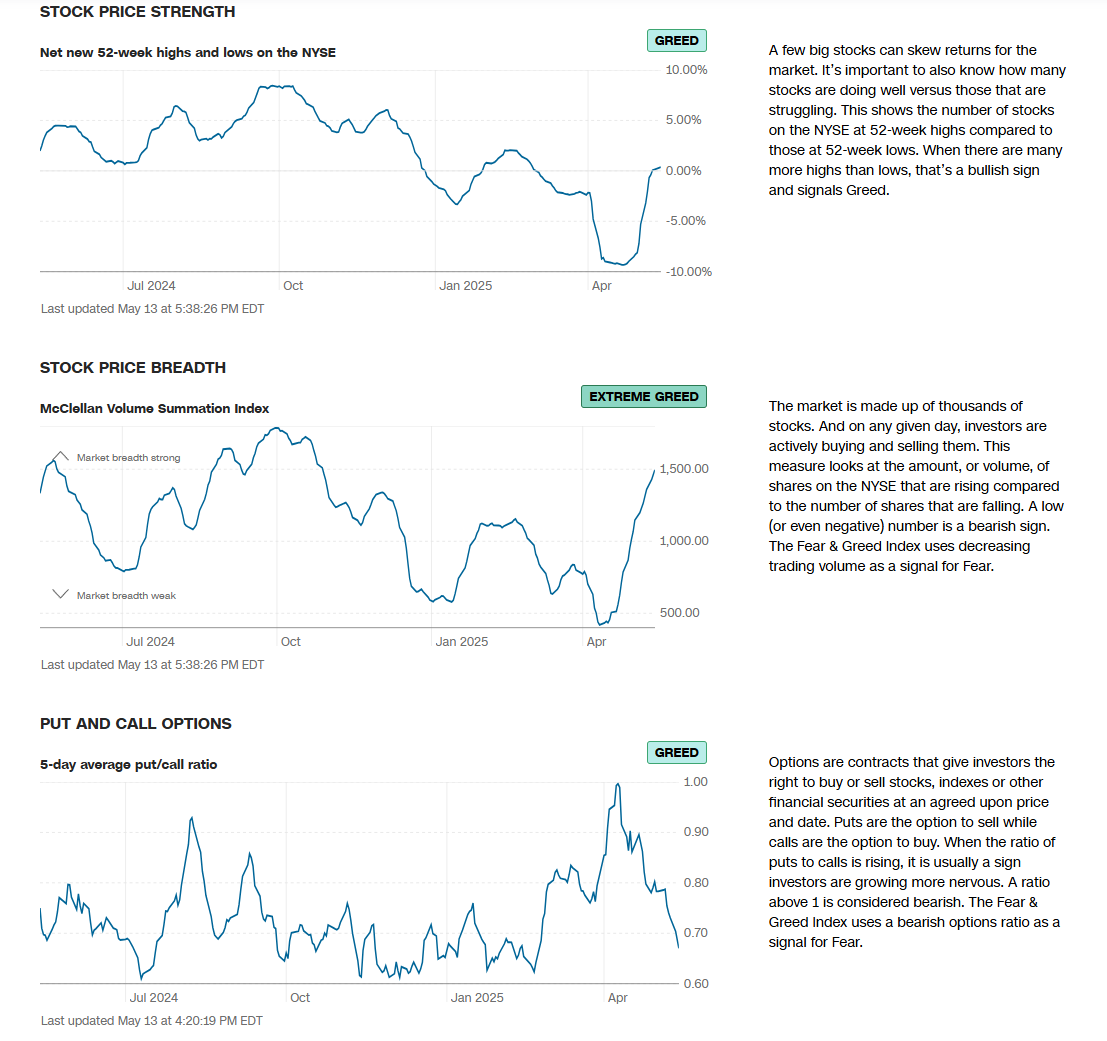 STOCK PRICE STRENGTH
Net new 52-week highs and lows on the NYSE
GREED
10.00%
5.00%
0.00%
-5.00%
-10.00%
Jul 2024
Oct
Jan 2025
Apr
Last updated May 13 at 5:38:26 PM EDT
A few big stocks can skew returns for the
market. It's important to also know how many
stocks are doing well versus those that are
struggling. This shows the number of stocks
on the NYSE at 52-week highs compared to
those at 52-week lows. When there are many
more highs than lows, that's a bullish sign
and signals Greed.
STOCK PRICE BREADTH
McClellan Volume Summation Index
EXTREME GREED
Market breadth strong
Market breadth weak
1,500.00
1,000.00
500.00
Jul 2024
Oct
Jan 2025
Apr
Last updated May 13 at 5:38:26 PM EDT
The market is made up of thousands of
stocks. And on any given day, investors are
actively buying and selling them. This
measure looks at the amount, or volume, of
shares on the NYSE that are rising compared
to the number of shares that are falling. A low
(or even negative) number is a bearish sign.
The Fear & Greed Index uses decreasing
trading volume as a signal for Fear.
PUT AND CALL OPTIONS
5-day average put/call ratio
GREED
1.00
0.90
0.80
0.70
0.60
Jul 2024
Oct
Jan 2025
Apr
Last updated May 13 at 4:20:19 PM EDT
Options are contracts that give investors the
right to buy or sell stocks, indexes or other
financial securities at an agreed upon price
and date. Puts are the option to sell while
calls are the option to buy. When the ratio of
puts to calls is rising, it is usually a sign
investors are growing more nervous. A ratio
above 1 is considered bearish. The Fear &
Greed Index uses a bearish options ratio as a
signal for Fear.